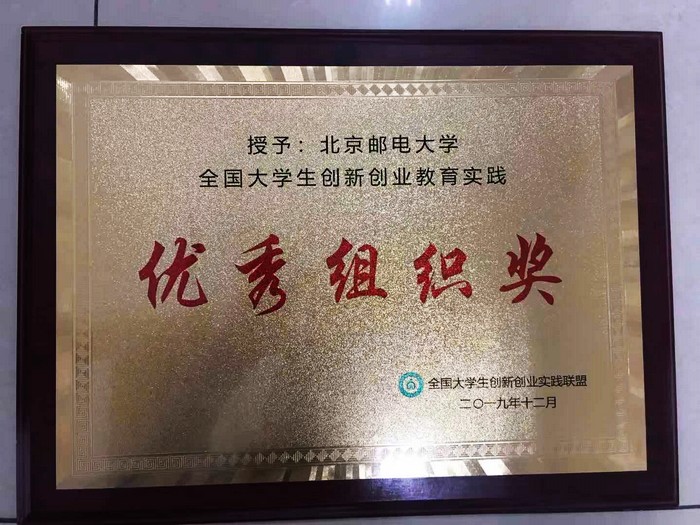 授予：北京邮电大学
全国大学生创新创业教育实践
优秀组织奖
全国大学生创新创业实践联盟
二〇一九年十二月